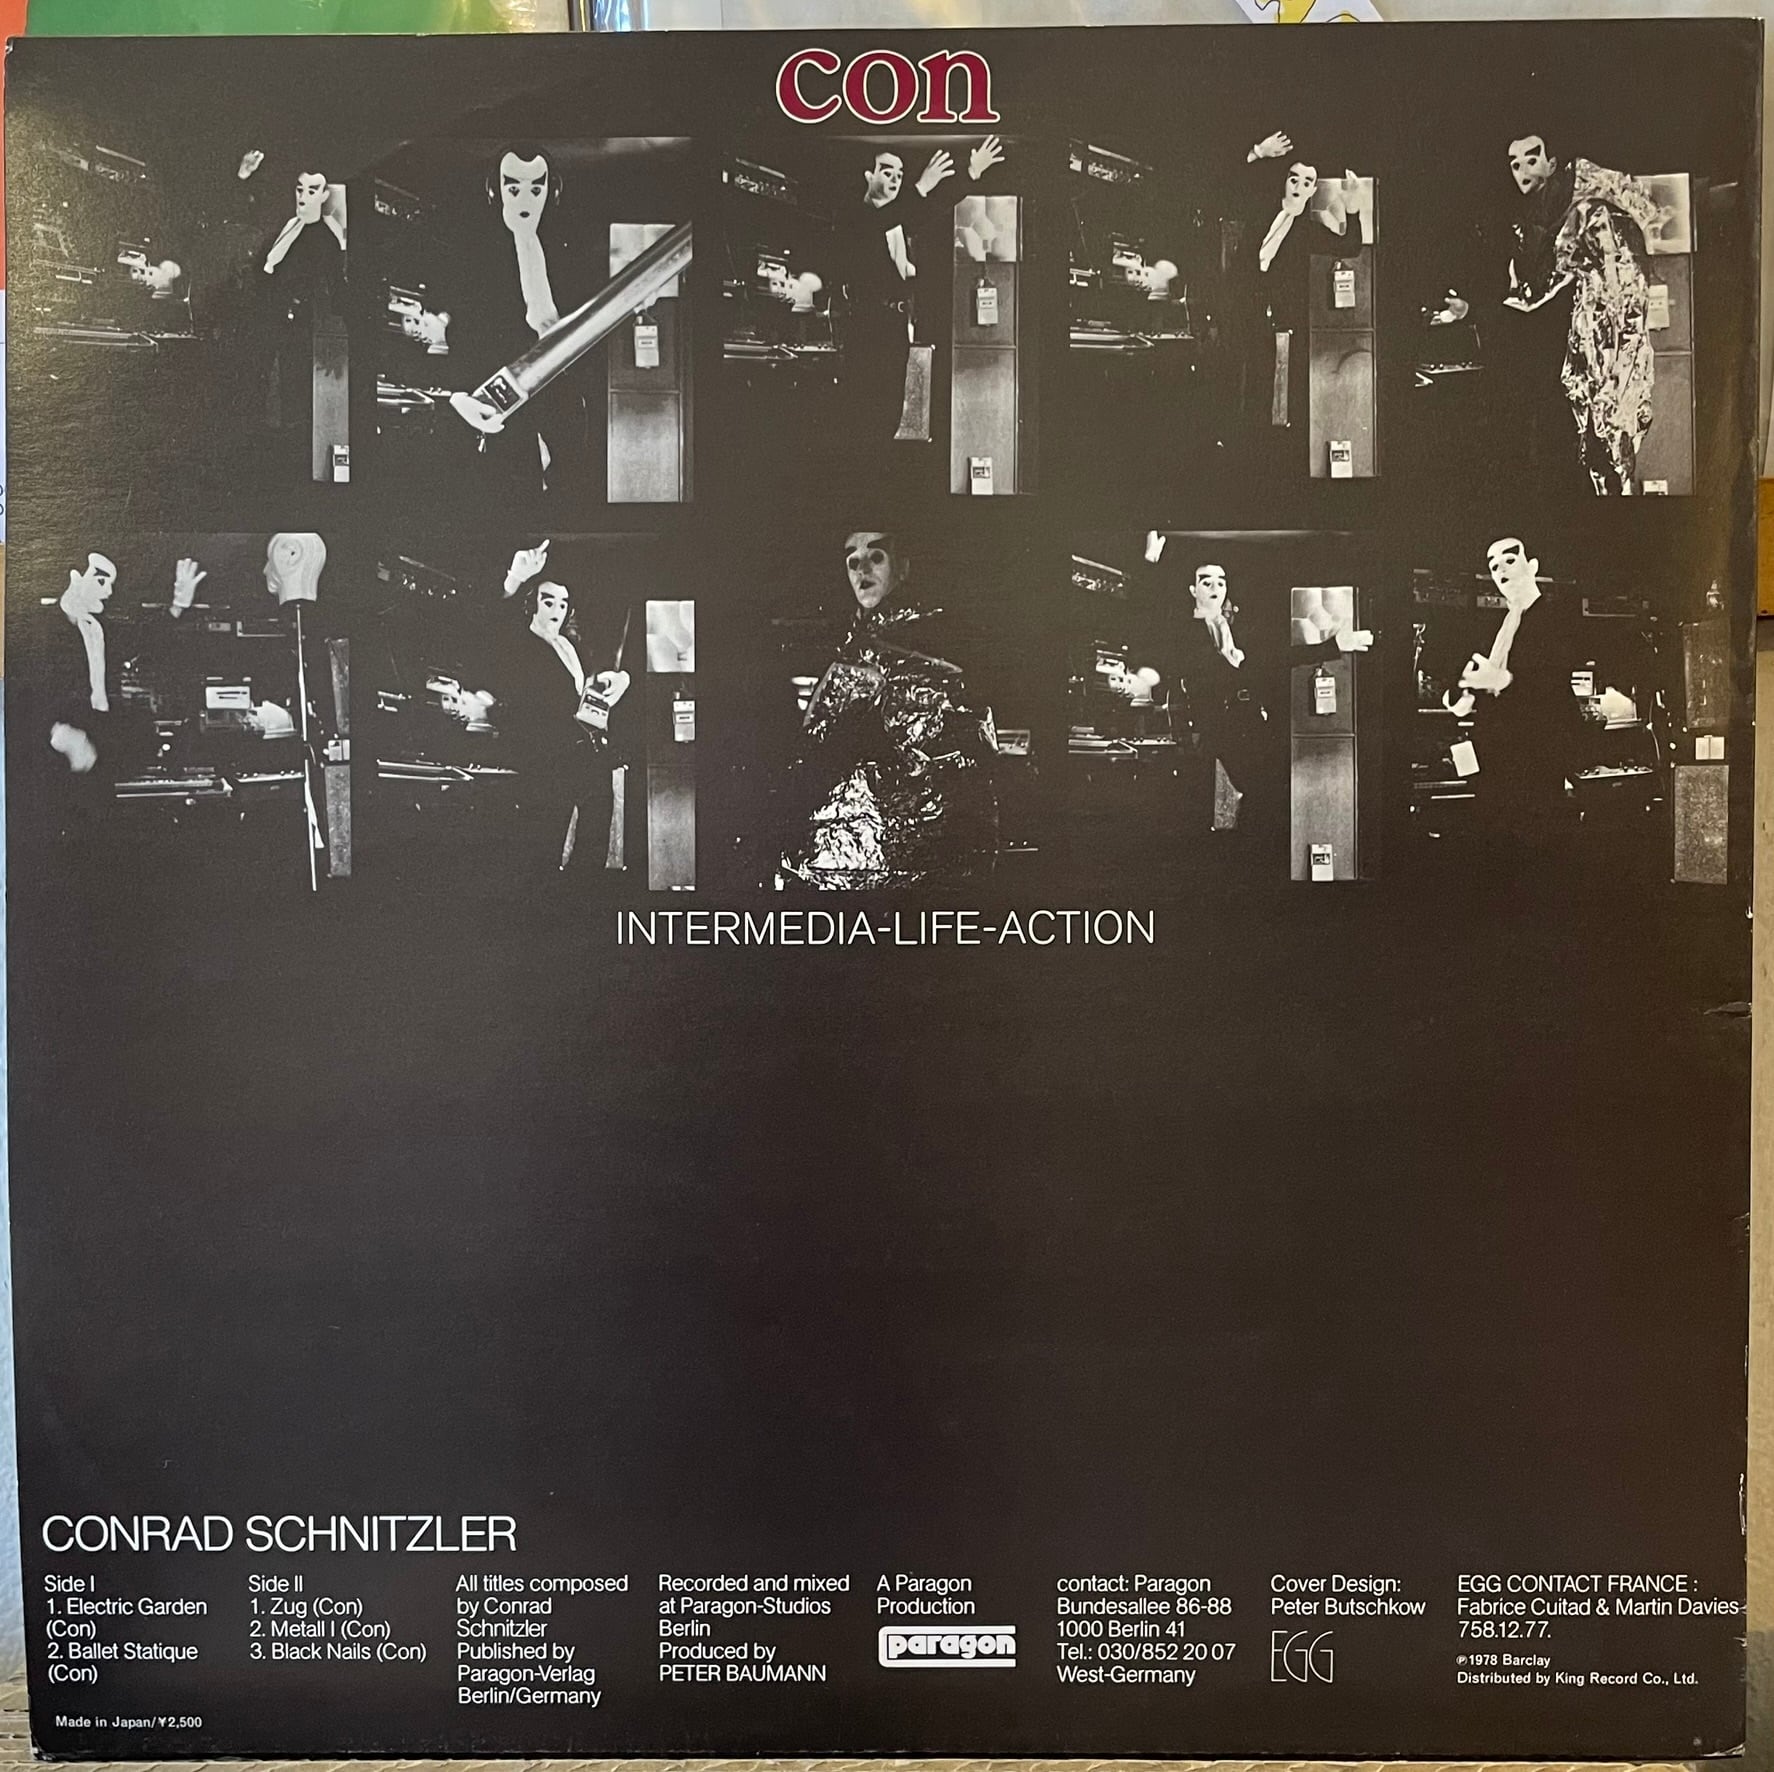 con
INTERMEDIA-LIFE-ACTION
CONRAD SCHNITZLER
Side I
1. Electric Garden
(Con)
2. Ballet Statique
(Con)
Side II
1. Zug (Con)
2. Metall I (Con)
3. Black Nails (Con)
All titles composed
by Conrad
Schnitzler
Published by
Paragon-Verlag
Berlin/Germany
Recorded and mixed
at Paragon-Studios
Berlin
Produced by
PETER BAUMANN
A Paragon
Production
paragon
contact: Paragon
Bundesallee 86-88
1000 Berlin 41
Tel.: 030/852 20 07
West-Germany
Cover Design:
Peter Butschkow
EGG
EGG CONTACT FRANCE :
Fabrice Cuitad & Martin Davies
758.12.77.
℗1978 Barclay
Distributed by King Record Co., Ltd.
Made in Japan/¥2,500